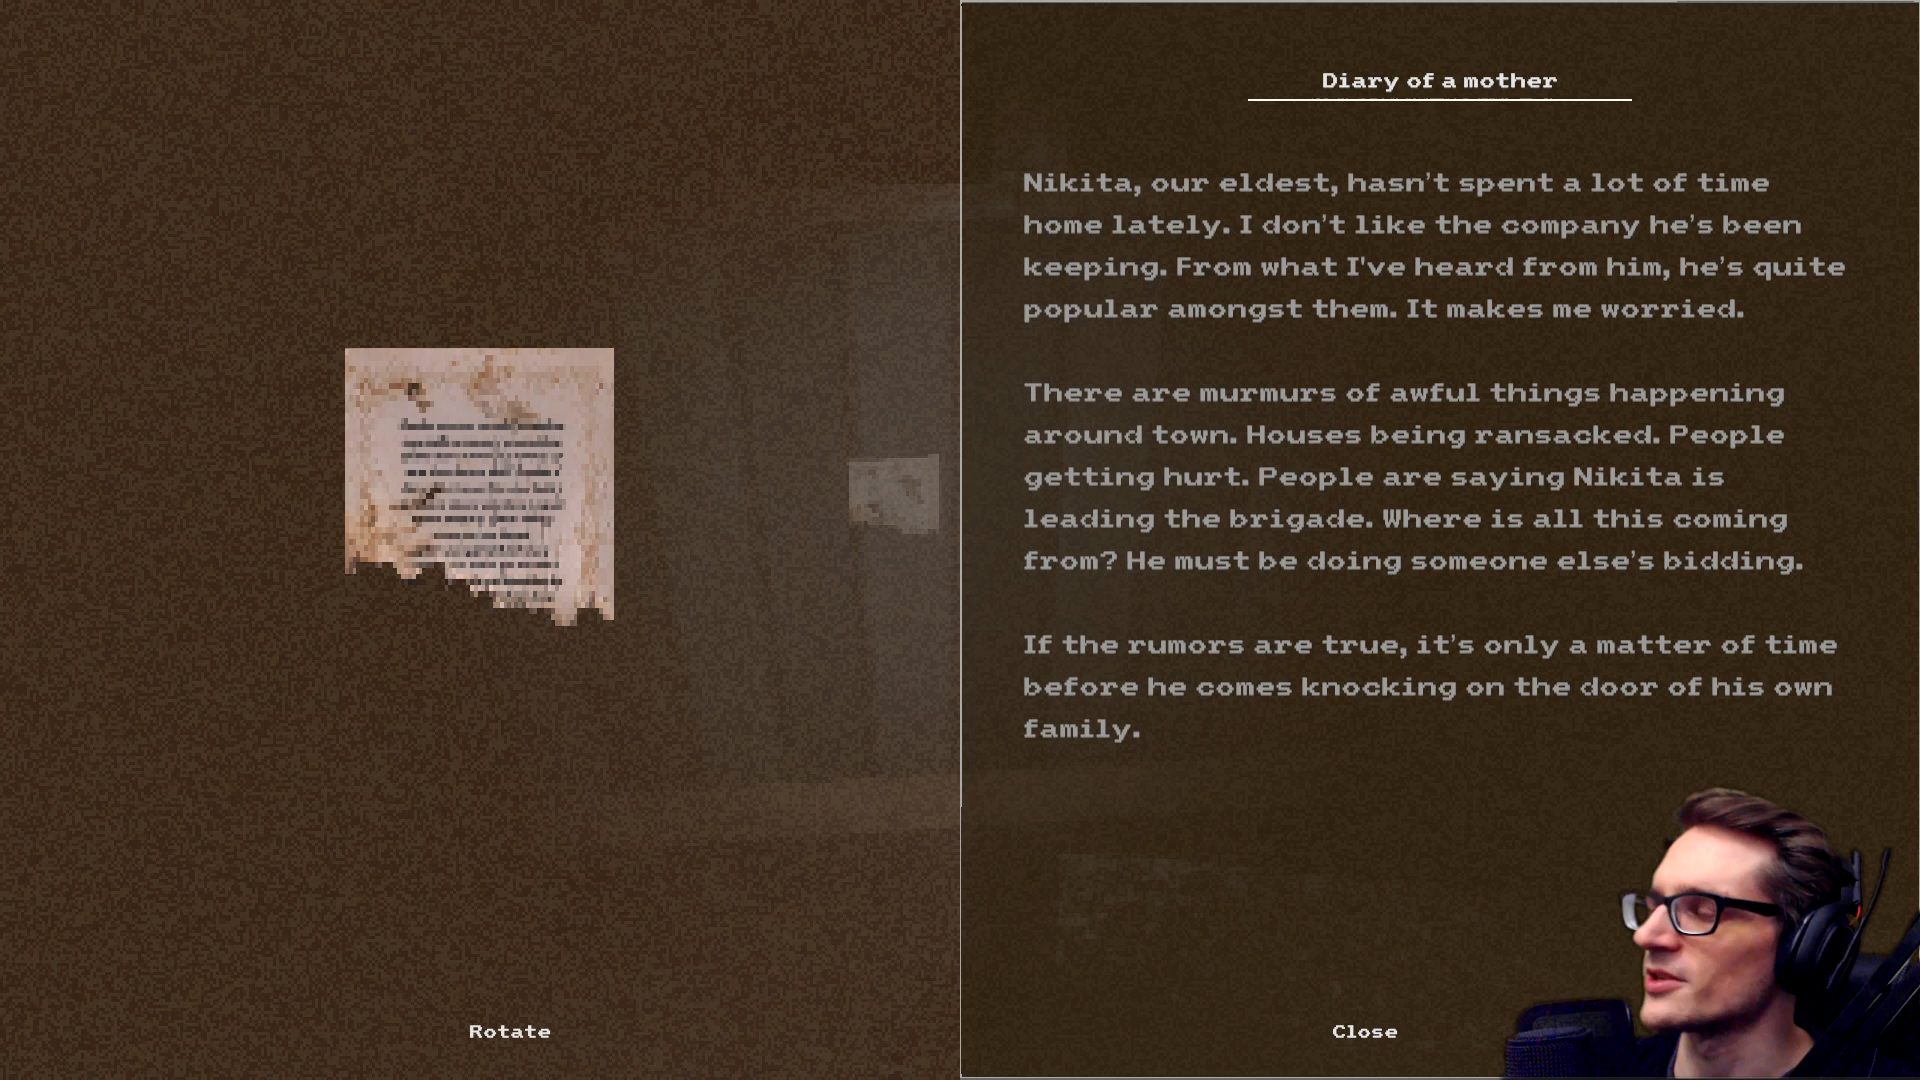 Diary of a mother
Nikita, our eldest, hasn't spent a lot of time
home lately. I don't like the company he's been
keeping. From what I've heard from him, he's quite
popular amongst them. It makes me worried.
There are murmurs of awful things happening
around town. Houses being ransacked. People
getting hurt. People are saying Nikita is
leading the brigade. Where is all this coming
from? He must be doing someone else's bidding.
If the rumors are true, it's only a matter of time
before he comes knocking on the door of his own
family.
Rotate
Close